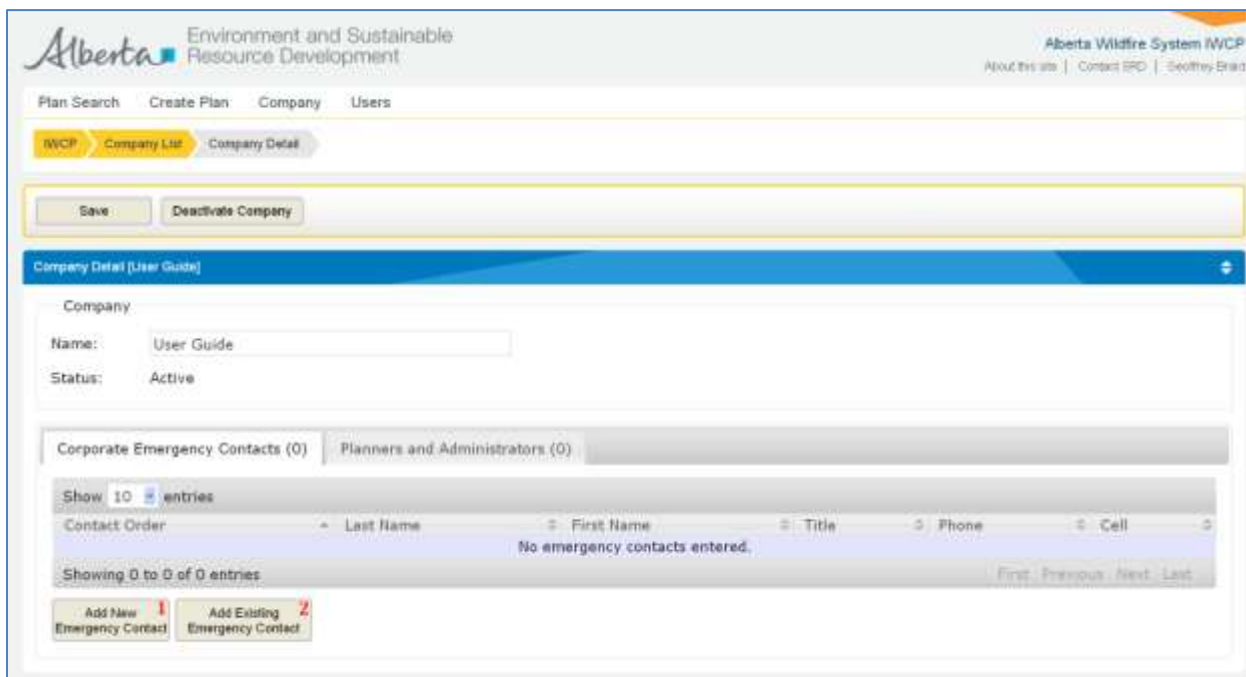 Alberta Environment and Sustainable
Resource Development
Alberta Wildfire System IWCP
About this site | Contact SRD | Geoffrey
Plan Search Create Plan Company Users
IWCP Company List Company Detail
Save Deactivate Company
Company Detail [User Guide]
Company
Name: User Guide
Status: Active
Corporate Emergency Contacts (0) Planners and Administrators (0)
Show 10 entries
Contact Order Last Name First Name Title Phone Cell
No emergency contacts entered.
Showing 0 to 0 of 0 entries First Previous Next Last
Add New 1 Add Existing 2
Emergency Contact Emergency Contact